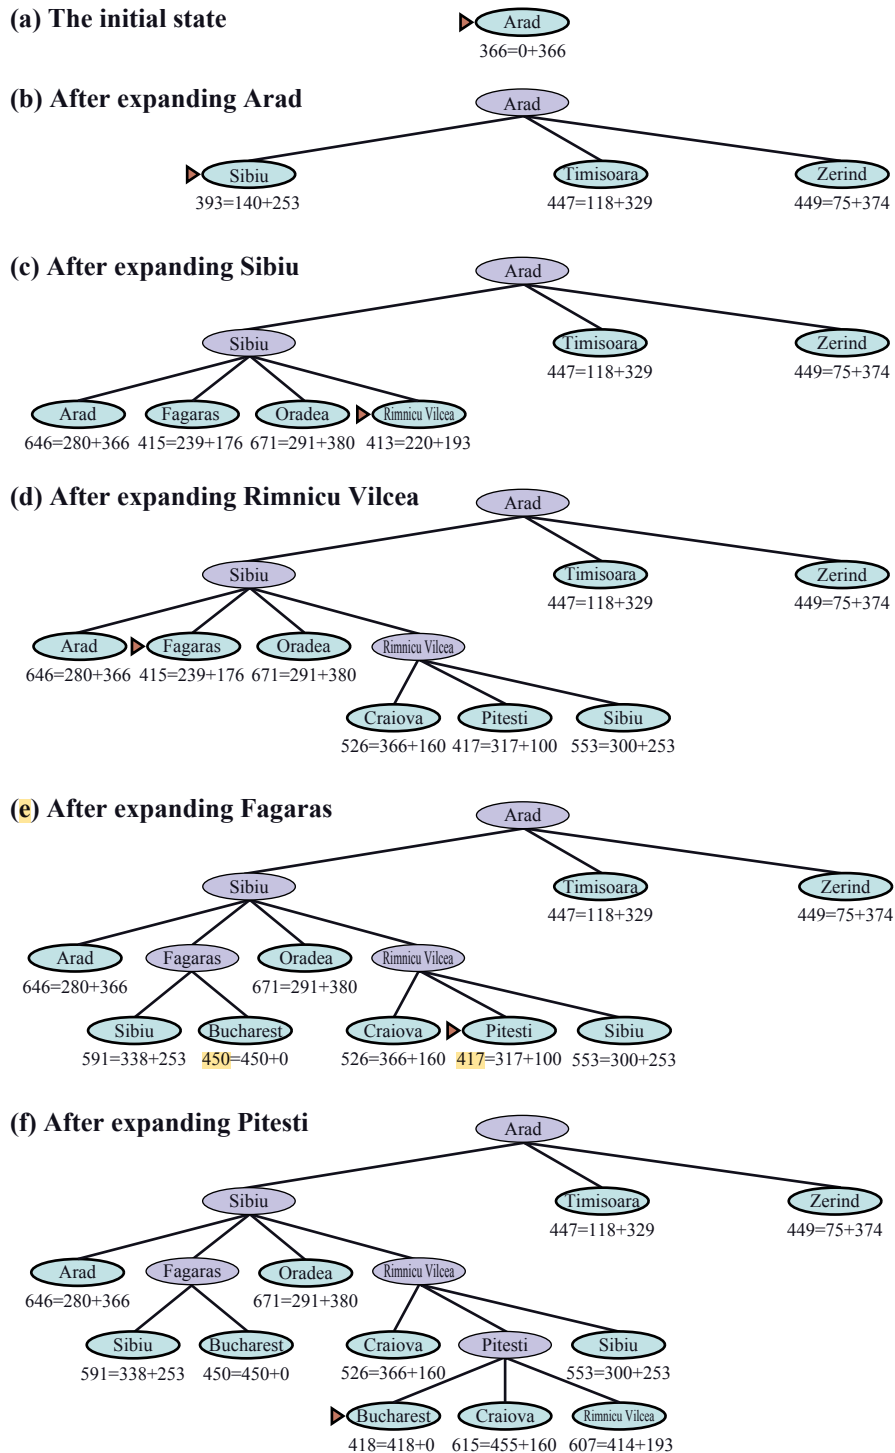 (a) The initial state
Arad
366=0+366
(b) After expanding Arad
Arad
Sibiu Timisoara Zerind
393=140+253 447=118+329 449=75+374
(c) After expanding Sibiu
Arad
Sibiu Timisoara Zerind
447=118+329 449=75+374
Arad Fagaras Oradea Rimnicu Vilcea
646=280+366 415=239+176 671=291+380 413=220+193
(d) After expanding Rimnicu Vilcea
Arad
Sibiu Timisoara Zerind
447=118+329 449=75+374
Arad Fagaras Oradea Rimnicu Vilcea
646=280+366 415=239+176 671=291+380
Craiova Pitesti Sibiu
526=366+160 417=317+100 553=300+253
(e) After expanding Fagaras
Arad
Sibiu Timisoara Zerind
447=118+329 449=75+374
Arad Fagaras Oradea Rimnicu Vilcea
646=280+366 671=291+380
Sibiu Bucharest Craiova Pitesti Sibiu
591=338+253 450=450+0 526=366+160 417=317+100 553=300+253
(f) After expanding Pitesti
Arad
Sibiu Timisoara Zerind
447=118+329 449=75+374
Arad Fagaras Oradea Rimnicu Vilcea
646=280+366 671=291+380
Sibiu Bucharest Craiova Pitesti Sibiu
591=338+253 450=450+0 526=366+160 553=300+253
Bucharest Craiova Rimnicu Vilcea
418=418+0 615=455+160 607=414+193